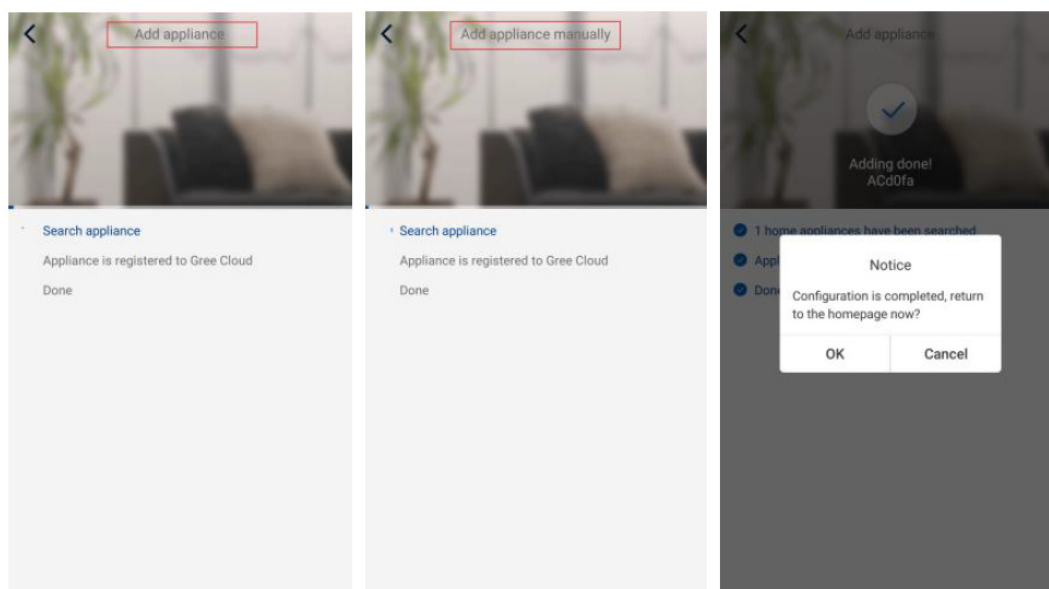 Add appliance
Search appliance
Appliance is registered to Gree Cloud
Done
Add appliance manually
Search appliance
Appliance is registered to Gree Cloud
Done
Add appliance
Adding done!
ACd0fa
1 home appliances have been searched
Appl
Don
Notice
Configuration is completed, return
to the homepage now?
OK
Cancel